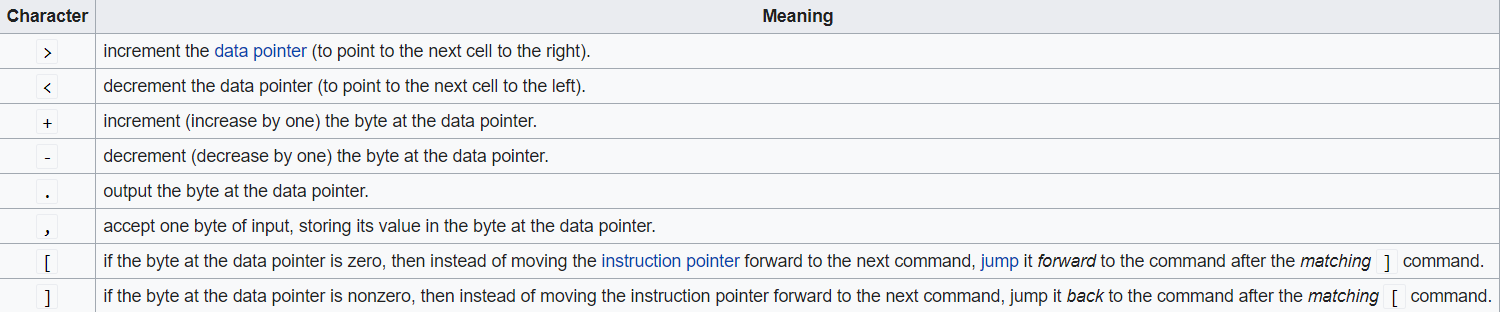 Character Meaning
> increment the data pointer (to point to the next cell to the right).
< decrement the data pointer (to point to the next cell to the left).
+ increment (increase by one) the byte at the data pointer.
- decrement (decrease by one) the byte at the data pointer.
. output the byte at the data pointer.
, accept one byte of input, storing its value in the byte at the data pointer.
[ if the byte at the data pointer is zero, then instead of moving the instruction pointer forward to the next command, jump it forward to the command after the matching ] command.
] if the byte at the data pointer is nonzero, then instead of moving the instruction pointer forward to the next command, jump it back to the command after the matching [ command.